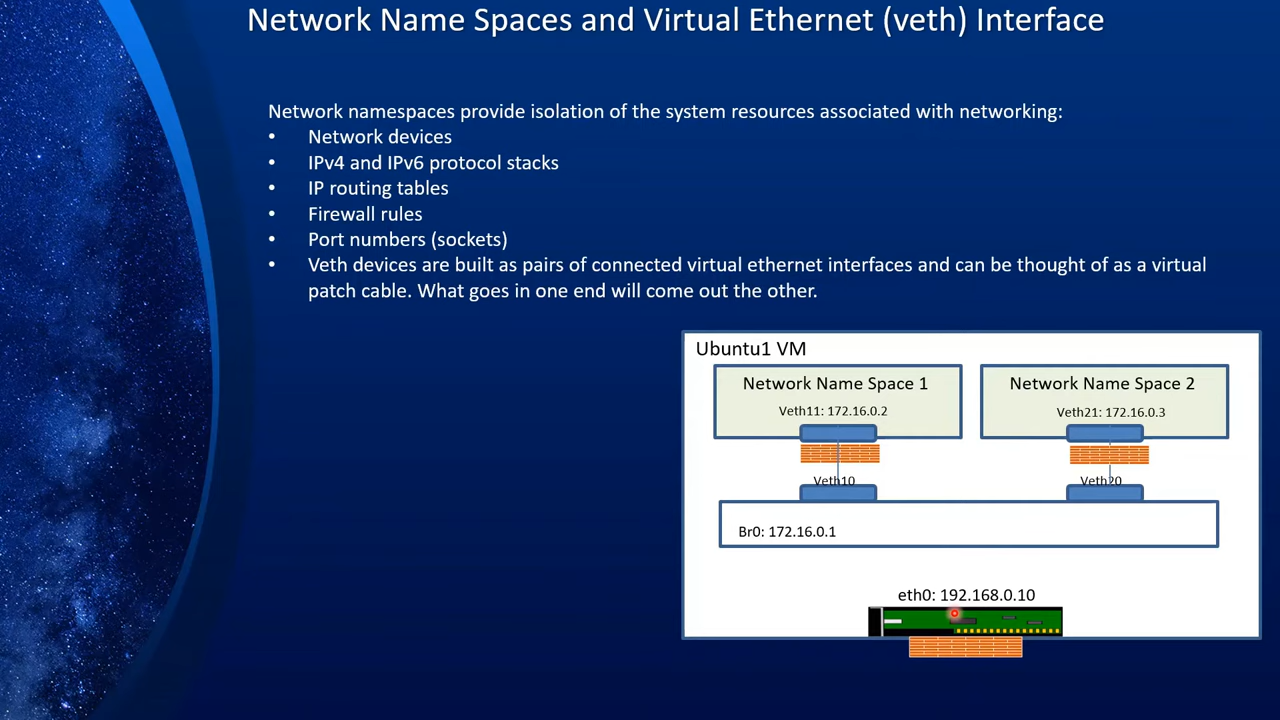 Network Name Spaces and Virtual Ethernet (veth) Interface
Network namespaces provide isolation of the system resources associated with networking:
• Network devices
• IPv4 and IPv6 protocol stacks
• IP routing tables
• Firewall rules
• Port numbers (sockets)
• Veth devices are built as pairs of connected virtual ethernet interfaces and can be thought of as a virtual
patch cable. What goes in one end will come out the other.
Ubuntu1 VM
Network Name Space 1
Veth11: 172.16.0.2
Network Name Space 2
Veth21: 172.16.0.3
Veth10
Veth20
Br0: 172.16.0.1
eth0: 192.168.0.10